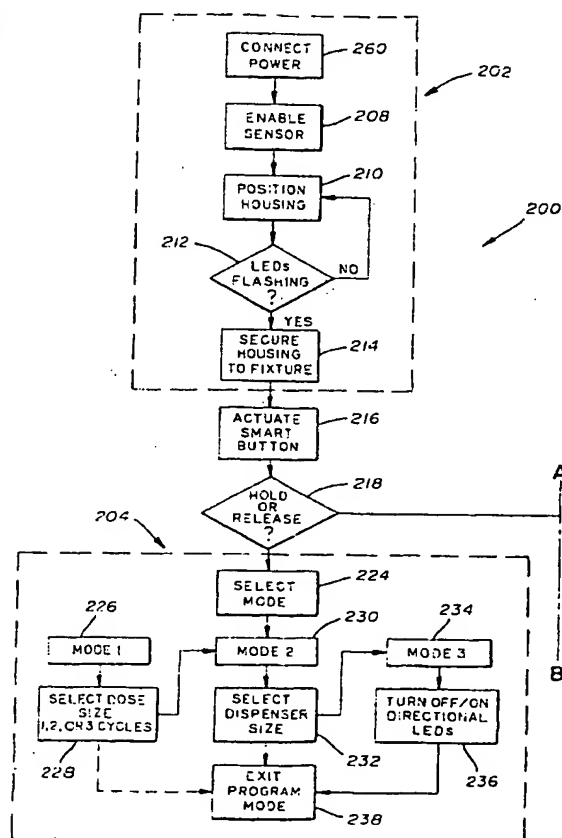 CONNECT
POWER
260
202
ENABLE
SENSOR
208
POSITION
HOUSING
210
200
212
LEDs
FLASHING
?
NO
YES
SECURE
HOUSING
TO FIXTURE
214
ACTUATE
SMART
BUTTON
216
HOLD
OR
RELEASE
?
218
A
204
SELECT
MODE
224
226
MODE 1
230
MODE 2
234
MODE 3
B
SELECT DOSE
SIZE
1,2, OR 3 CYCLES
228
SELECT
DISPENSER
SIZE
232
TURN OFF/ON
DIRECTIONAL
LEDs
236
EXIT
PROGRAM
MODE
238